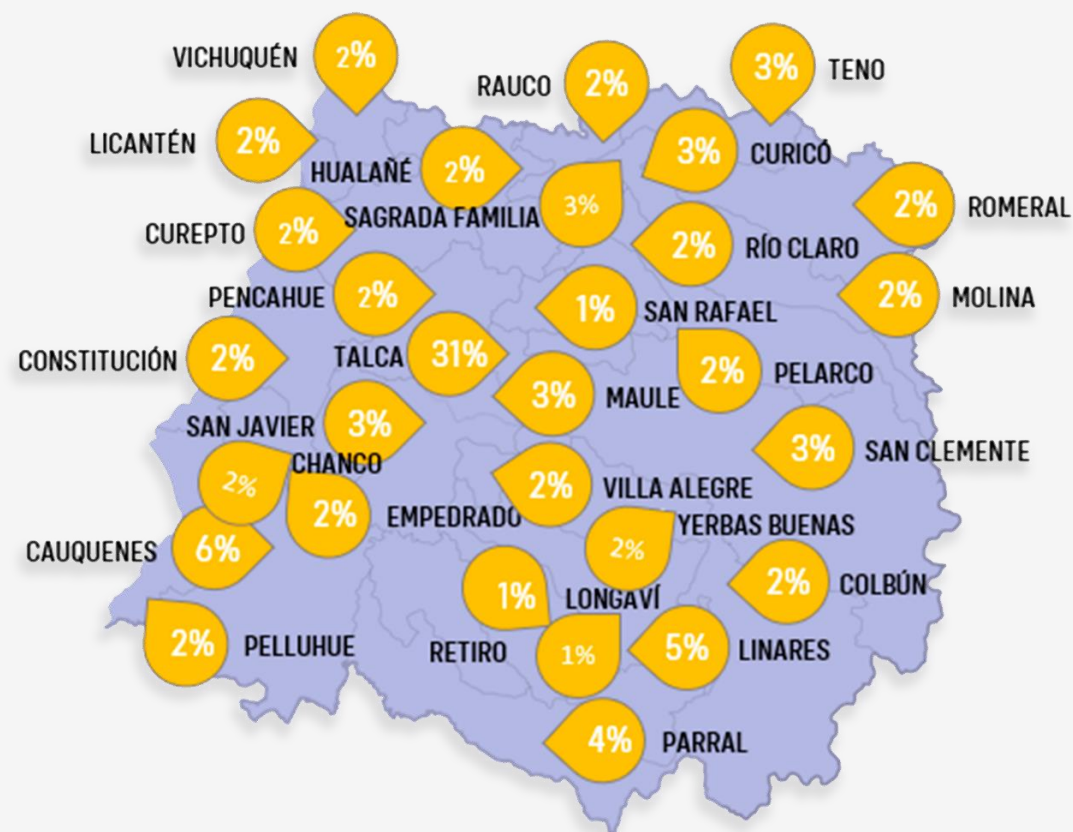 VICHUQUÉN 2%
RAUCO 2%
3% TENO
LICANTÉN 2%
HUALAÑÉ 2%
3% CURICÓ
SAGRADA FAMILIA 3%
2% ROMERAL
CUREPTO 2%
2% RÍO CLARO
PENCAHUE 2%
1% SAN RAFAEL
2% MOLINA
CONSTITUCIÓN 2%
TALCA 31%
2% PELARCO
3% MAULE
SAN JAVIER 3%
3% SAN CLEMENTE
CHANCO
2%
2% VILLA ALEGRE
2% EMPEDRADO
YERBAS BUENAS
2%
CAUQUENES 6%
2% COLBÚN
1% LONGAVÍ
2% PELLUHUE
RETIRO 1%
5% LINARES
4% PARRAL